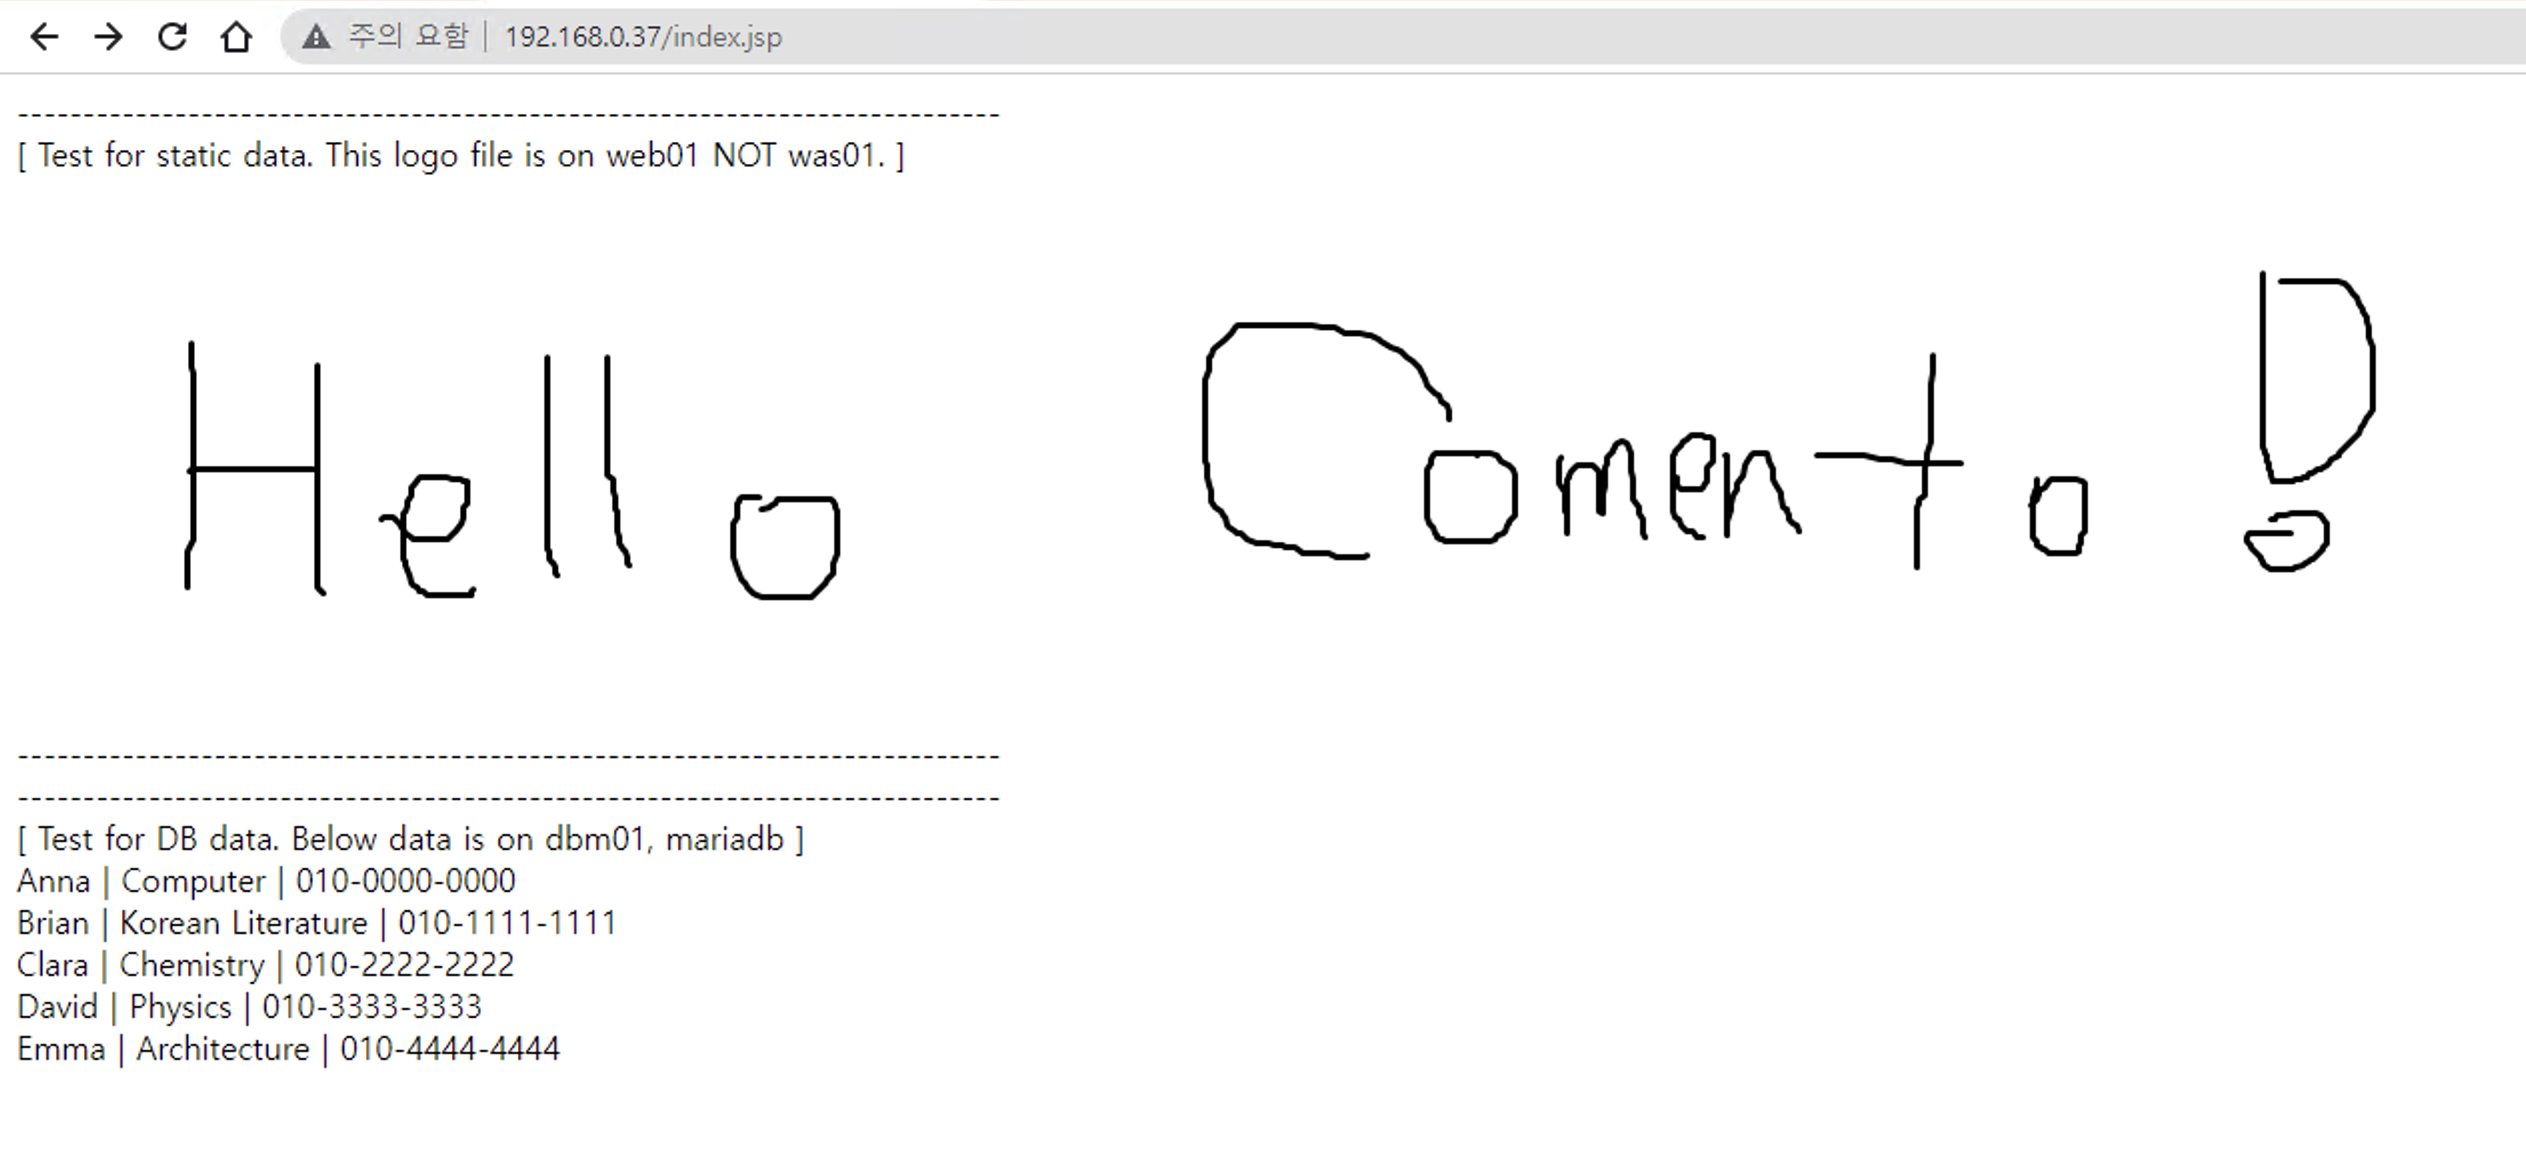 주의 요함 | 192.168.0.37/index.jsp
---------------------------------------------------------------------------
[ Test for static data. This logo file is on web01 NOT was01. ]
Hello Comento!
---------------------------------------------------------------------------
---------------------------------------------------------------------------
[ Test for DB data. Below data is on dbm01, mariadb ]
Anna | Computer | 010-0000-0000
Brian | Korean Literature | 010-1111-1111
Clara | Chemistry | 010-2222-2222
David | Physics | 010-3333-3333
Emma | Architecture | 010-4444-4444